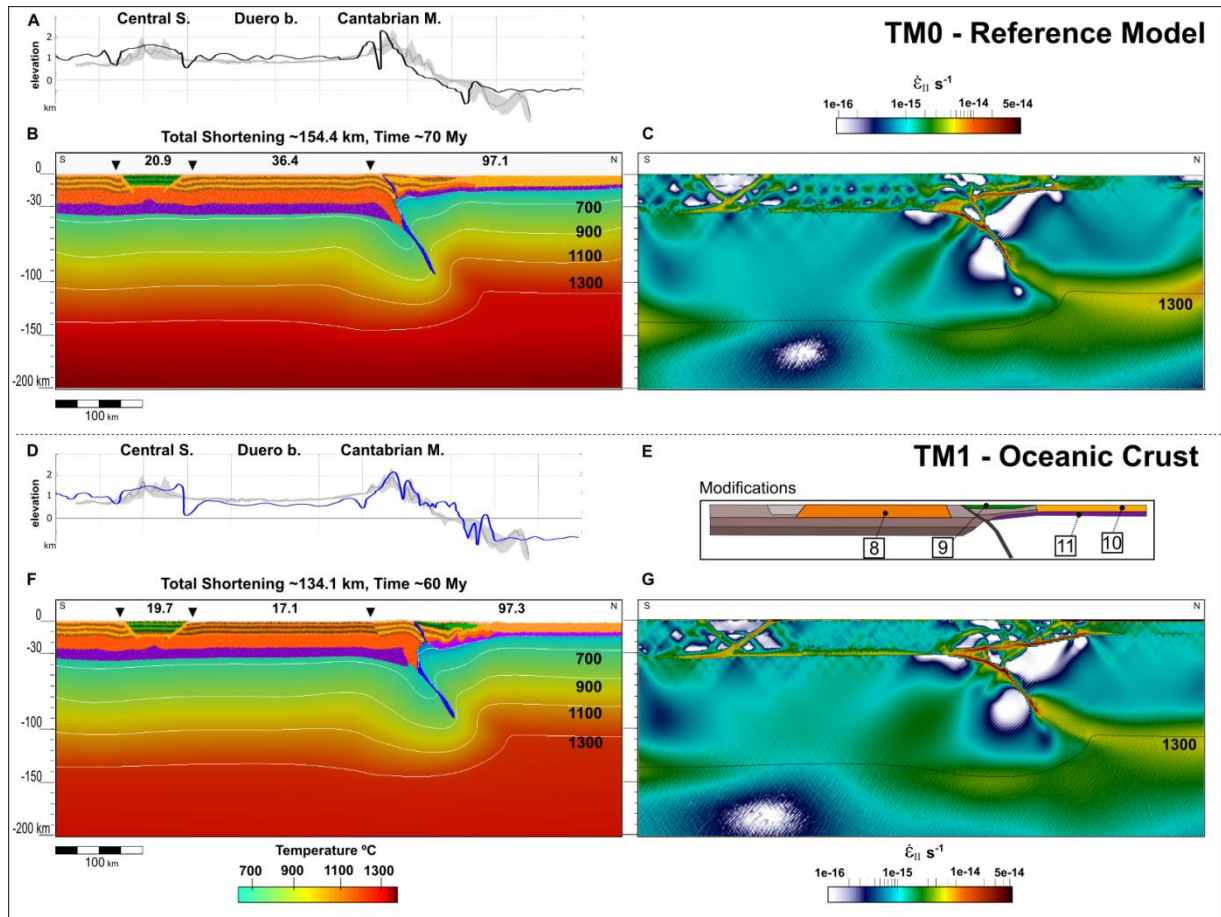 A
Central S. Duero b. Cantabrian M.
TM0 - Reference Model
elevation
2
1
0
km
ε̇II s-1
1e-16 1e-15 1e-14 5e-14
B
Total Shortening ~154.4 km, Time ~70 My
C
S 20.9 36.4 97.1 N
S N
0
-30
-100
-150
-200 km
700
900
1100
1300
1300
100 km
D
Central S. Duero b. Cantabrian M.
E
TM1 - Oceanic Crust
elevation
2
1
0
km
Modifications
8 9 11 10
F
Total Shortening ~134.1 km, Time ~60 My
G
S 19.7 17.1 97.3 N
S N
0
-30
-100
-150
-200 km
700
900
1100
1300
1300
100 km
Temperature ºC
700 900 1100 1300
ε̇II s-1
1e-16 1e-15 1e-14 5e-14